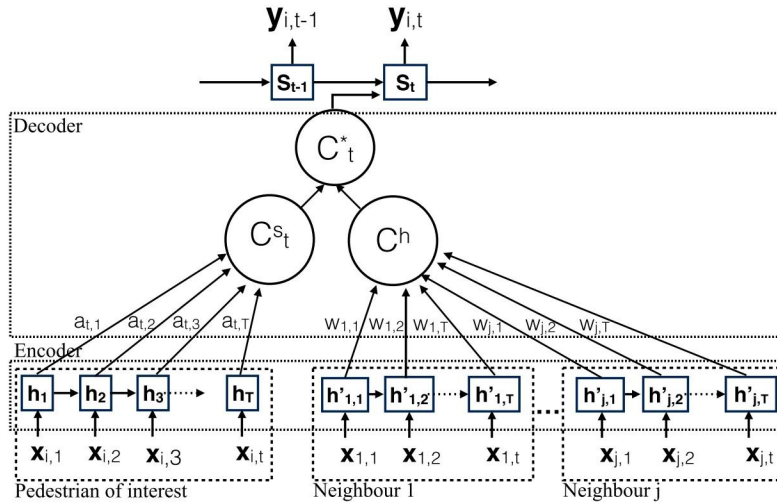 y_{i,t-1} y_{i,t}
S_{t-1} S_t
Decoder
C^*_t
C^s_t C^h
a_{t,1} a_{t,2} a_{t,3} a_{t,T} w_{1,1} w_{1,2} w_{1,T} w_{j,1} w_{j,2} w_{j,T}
Encoder
h_1 h_2 h_3 h_T h'_{1,1} h'_{1,2} h'_{1,T} h'_{j,1} h'_{j,2} h'_{j,T}
x_{i,1} x_{i,2} x_{i,3} x_{i,t} x_{1,1} x_{1,2} x_{1,t} x_{j,1} x_{j,2} x_{j,t}
Pedestrian of interest Neighbour 1 Neighbour j